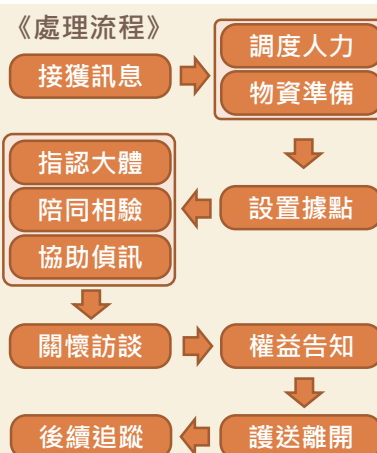 《處理流程》
接獲訊息
調度人力
物資準備
設置據點
指認大體
陪同相驗
協助偵訊
關懷訪談
權益告知
護送離開
後續追蹤